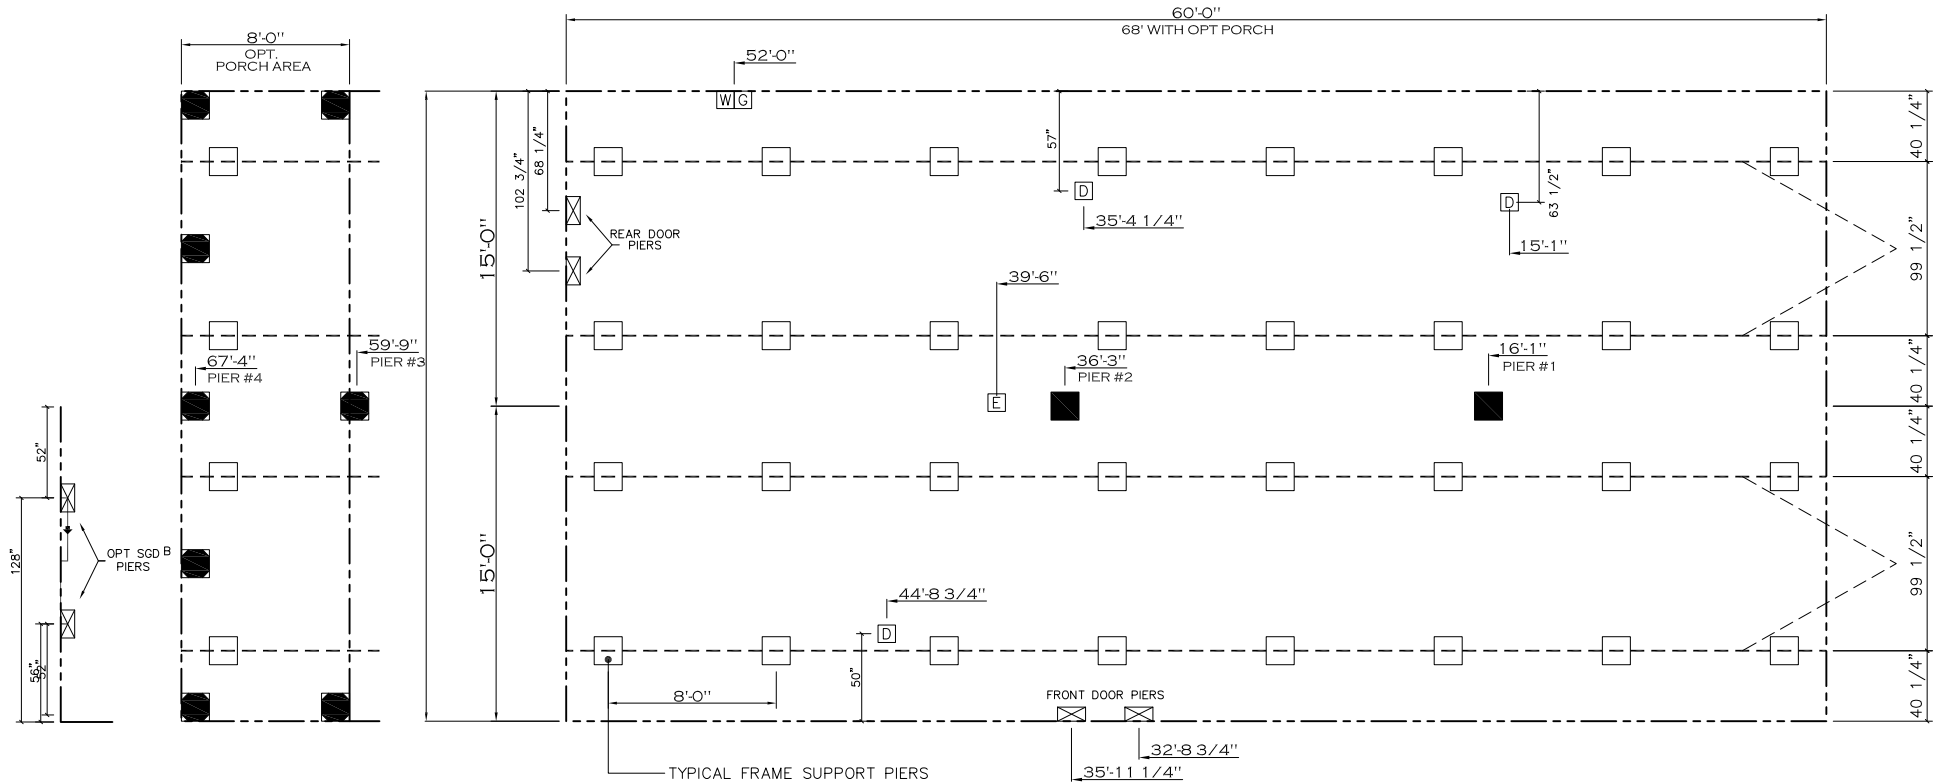 60'-0"
68' WITH OPT PORCH
8'-0"
OPT.
PORCH AREA
52'-0"
W G
40 1/4"
57"
68 1/4"
102 3/4"
63 1/2"
D
D
35'-4 1/4"
15'-1"
REAR DOOR
PIERS
15'-0"
99 1/2"
39'-6"
59'-9"
PIER #3
67'-4"
PIER #4
36'-3"
PIER #2
16'-1"
PIER #1
40 1/4"
E
52"
40 1/4"
128"
OPT SGD B
PIERS
15'-0"
99 1/2"
44'-8 3/4"
D
56"
52"
50"
8'-0"
FRONT DOOR PIERS
40 1/4"
32'-8 3/4"
35'-11 1/4"
TYPICAL FRAME SUPPORT PIERS